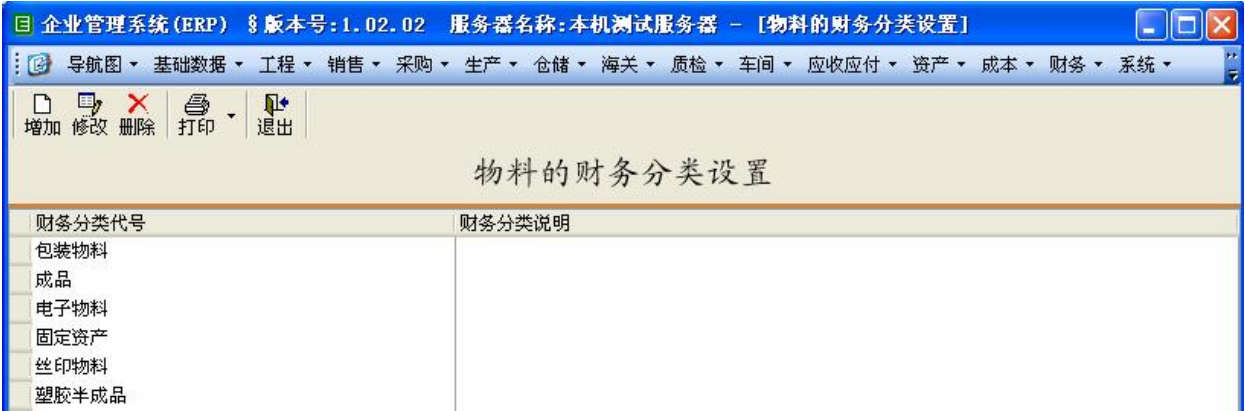 企业管理系统(ERP) §版本号:1.02.02 服务器名称:本机测试服务器 - [物料的财务分类设置]
导航图 基础数据 工程 销售 采购 生产 仓储 海关 质检 车间 应收应付 资产 成本 财务 系统
增加 修改 删除 打印 退出
物料的财务分类设置
财务分类代号 财务分类说明
包装物料
成品
电子物料
固定资产
丝印物料
塑胶半成品